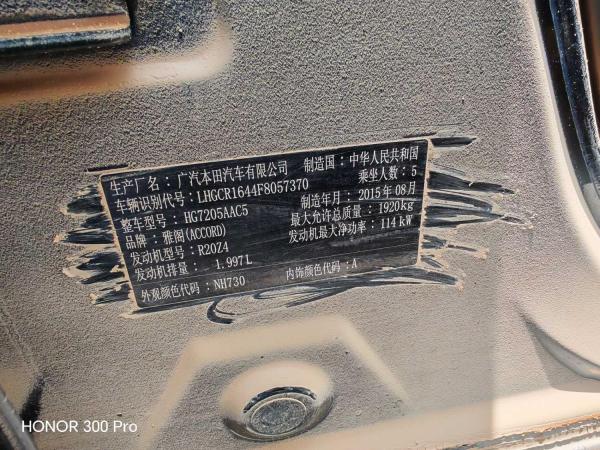 生产厂名：广汽本田汽车有限公司 制造国：中华人民共和国
车辆识别代号：LHGCR1644F8057370 乘坐人数：5
整车型号：HG7205AAC5 制造年月：2015年08月
品牌：雅阁(ACCORD) 最大允许总质量：1920kg
发动机型号：R20Z4 发动机最大净功率：114kW
发动机排量：1.997L
外观颜色代码：NH730 内饰颜色代码：A
HONOR 300 Pro